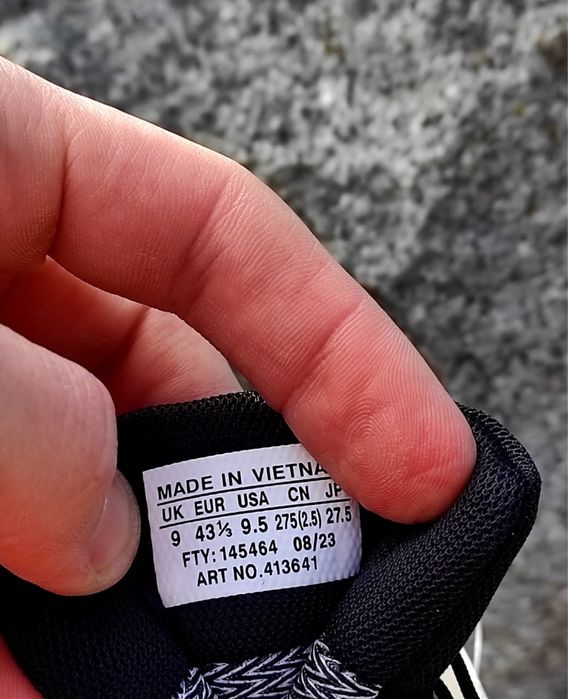 MADE IN VIETNA
UK EUR USA CN JP
9 43⅓ 9.5 275(2.5) 27.5
FTY: 145464 08/23
ART NO. 413641